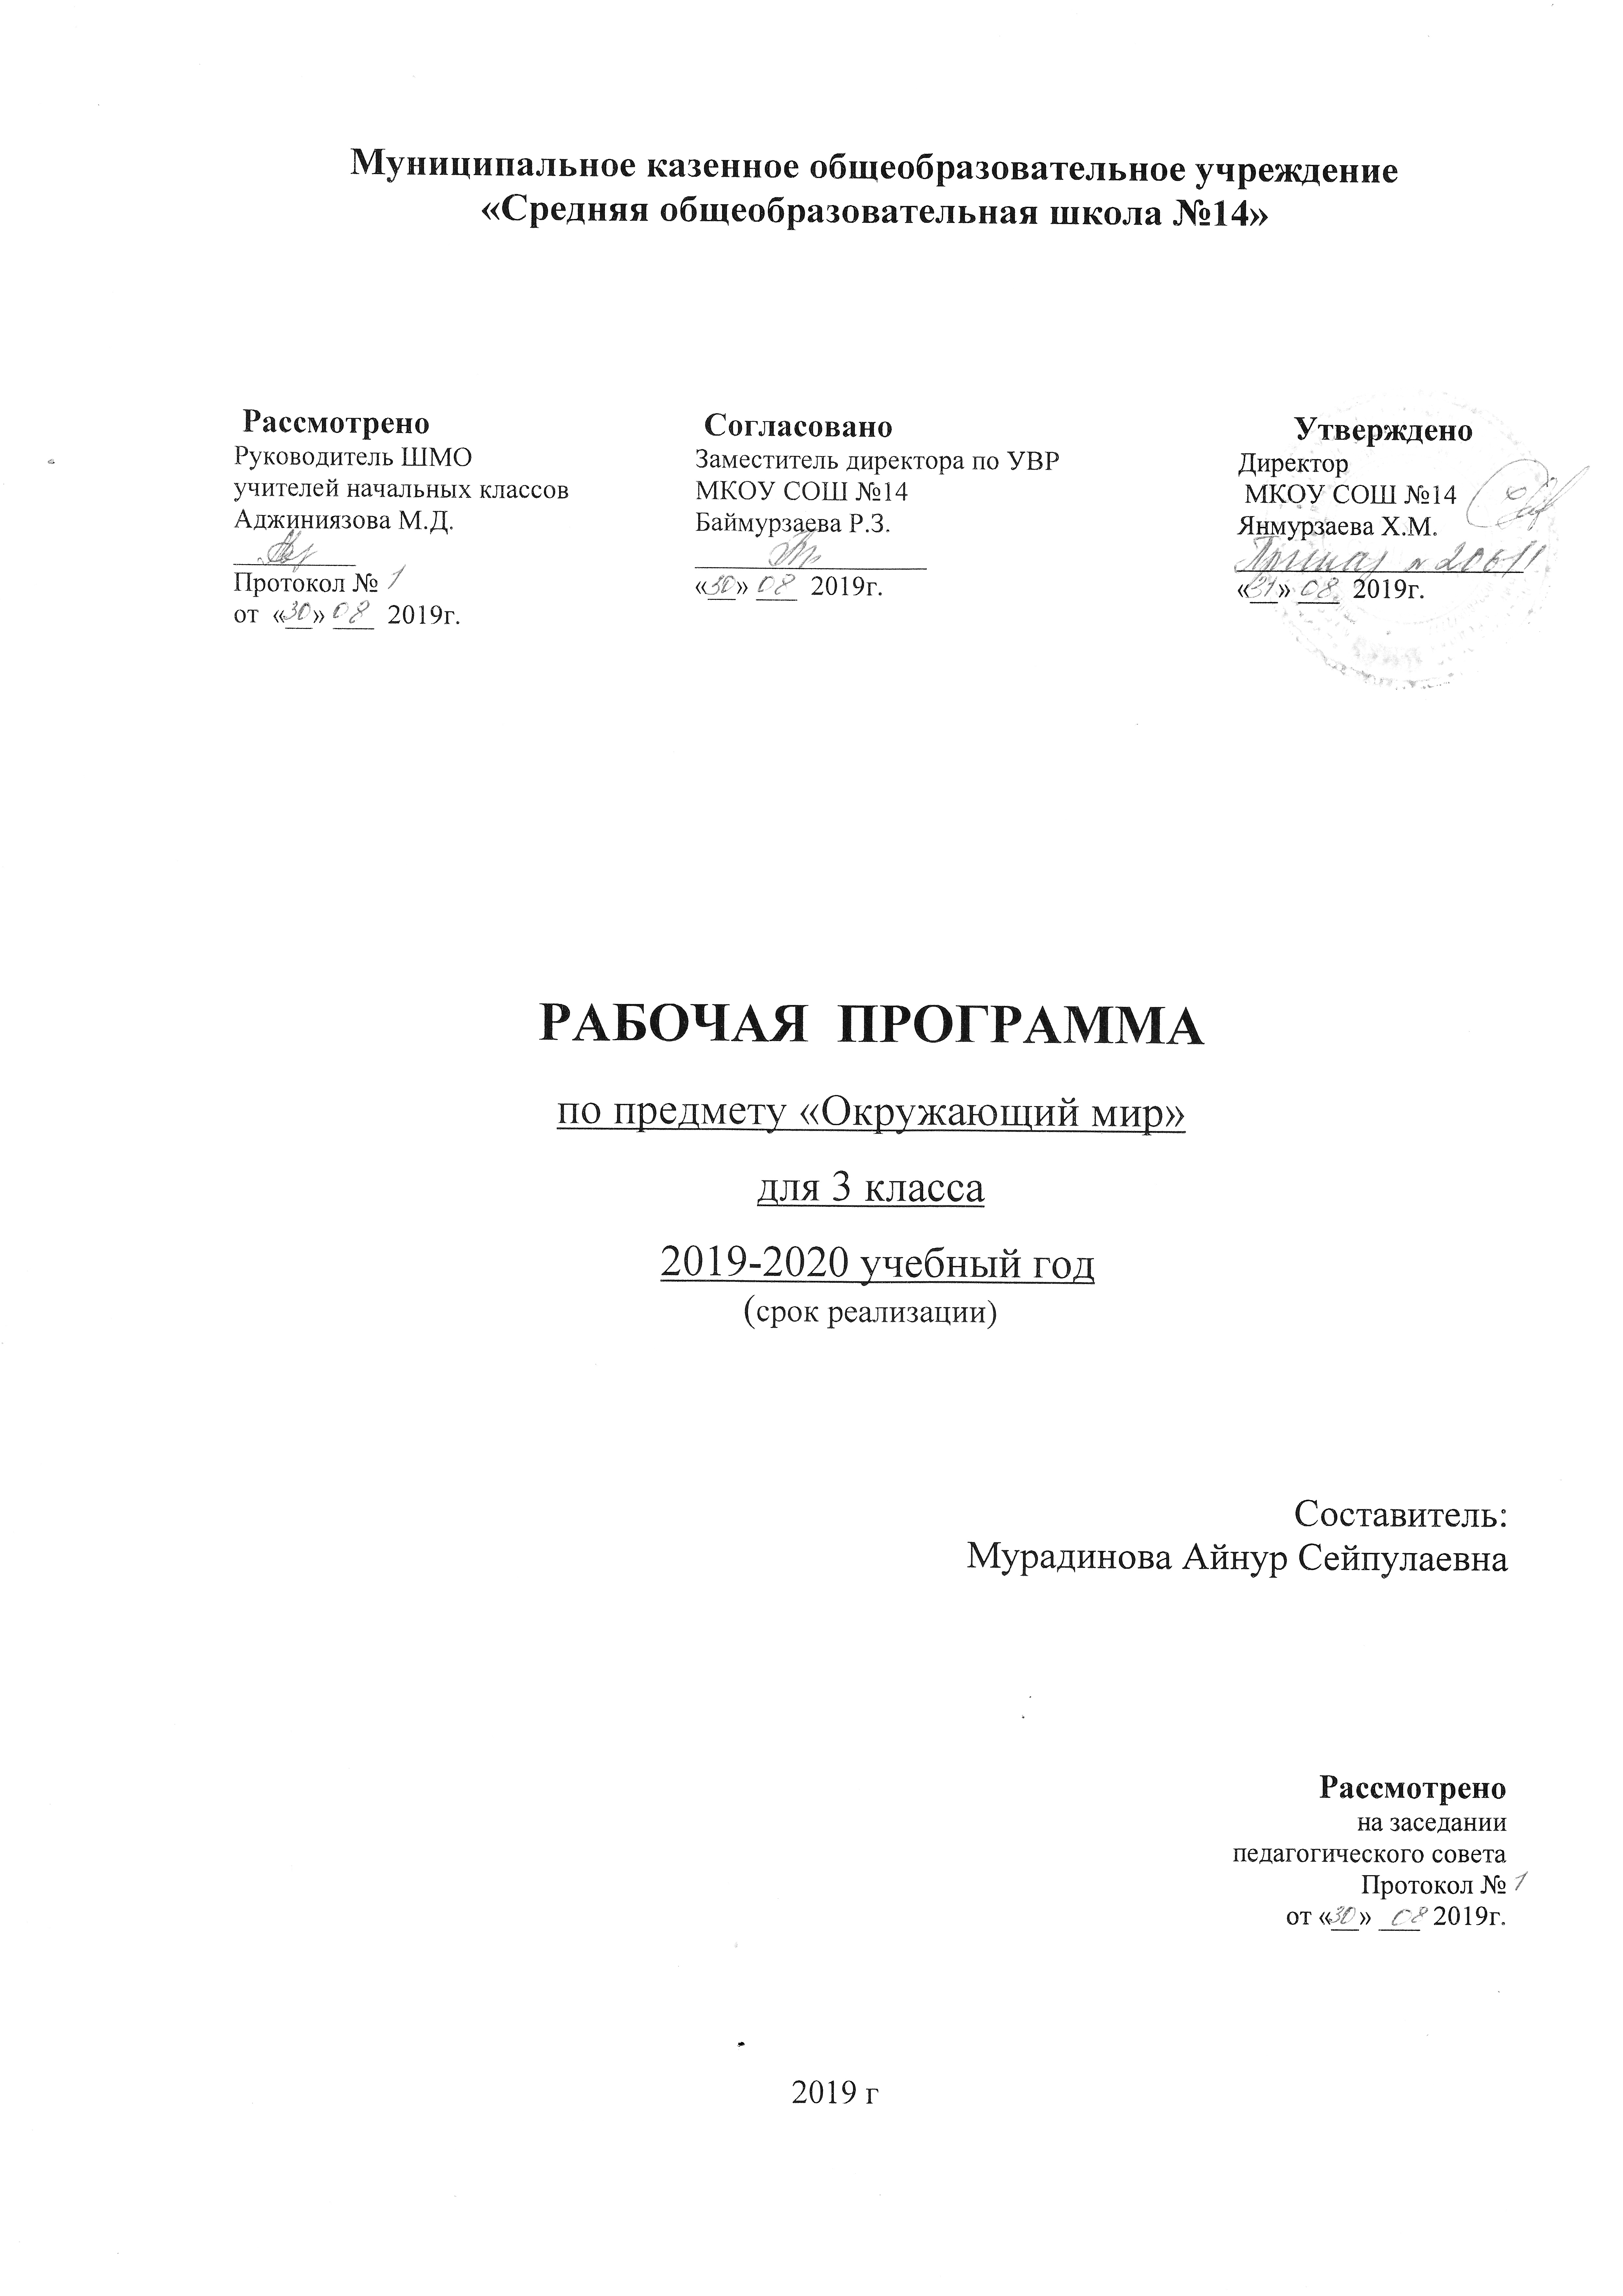 Муниципальное казенное общеобразовательное учреждение
«Средняя общеобразовательная школа №14»
Рассмотрено
Руководитель ШМО
учителей начальных классов
Аджиниязова М.Д.
Протокол № 1
от «30» 08 2019г.
Согласовано
Заместитель директора по УВР
МКОУ СОШ №14
Баймурзаева Р.З.
«30» 08 2019г.
Утверждено
Директор
МКОУ СОШ №14
Янмурзаева Х.М.
Приказ №
«31» 08 2019г.
РАБОЧАЯ ПРОГРАММА
по предмету «Окружающий мир»
для 3 класса
2019-2020 учебный год
(срок реализации)
Составитель:
Мурадинова Айнур Сейпулаевна
Рассмотрено
на заседании
педагогического совета
Протокол № 1
от «30» 08 2019г.
2019 г